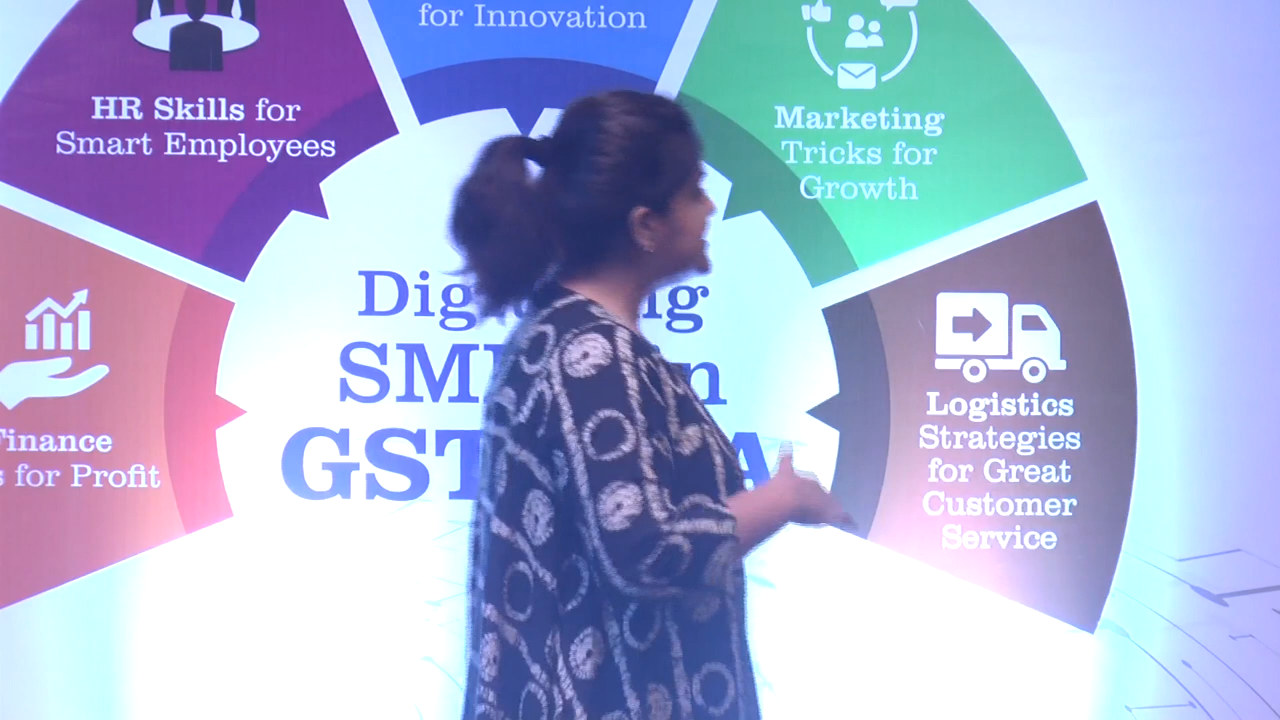 for Innovation
HR Skills for
Smart Employees
Marketing
Tricks for
Growth
Finance
for Profit
Logistics
Strategies
for Great
Customer
Service
GST